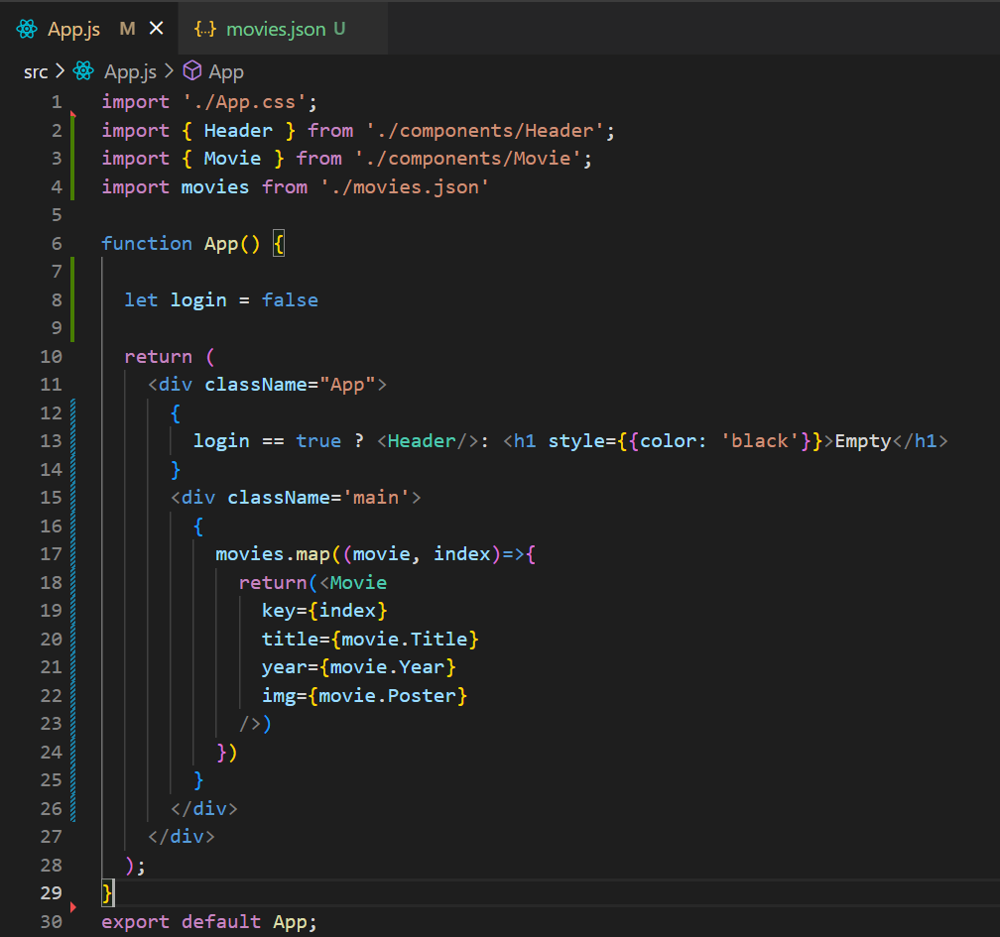 App.js M ×
{..} movies.json U
src > App.js > App
1 import './App.css';
2 import { Header } from './components/Header';
3 import { Movie } from './components/Movie';
4 import movies from './movies.json'
5
6 function App() {
7
8   let login = false
9
10   return (
11     <div className="App">
12       {
13         login == true ? <Header/>: <h1 style={{color: 'black'}}>Empty</h1>
14       }
15       <div className='main'>
16         {
17           movies.map((movie, index)=>{
18             return(<Movie
19               key={index}
20               title={movie.Title}
21               year={movie.Year}
22               img={movie.Poster}
23             />)
24           })
25         }
26       </div>
27     </div>
28   );
29 }
30 export default App;